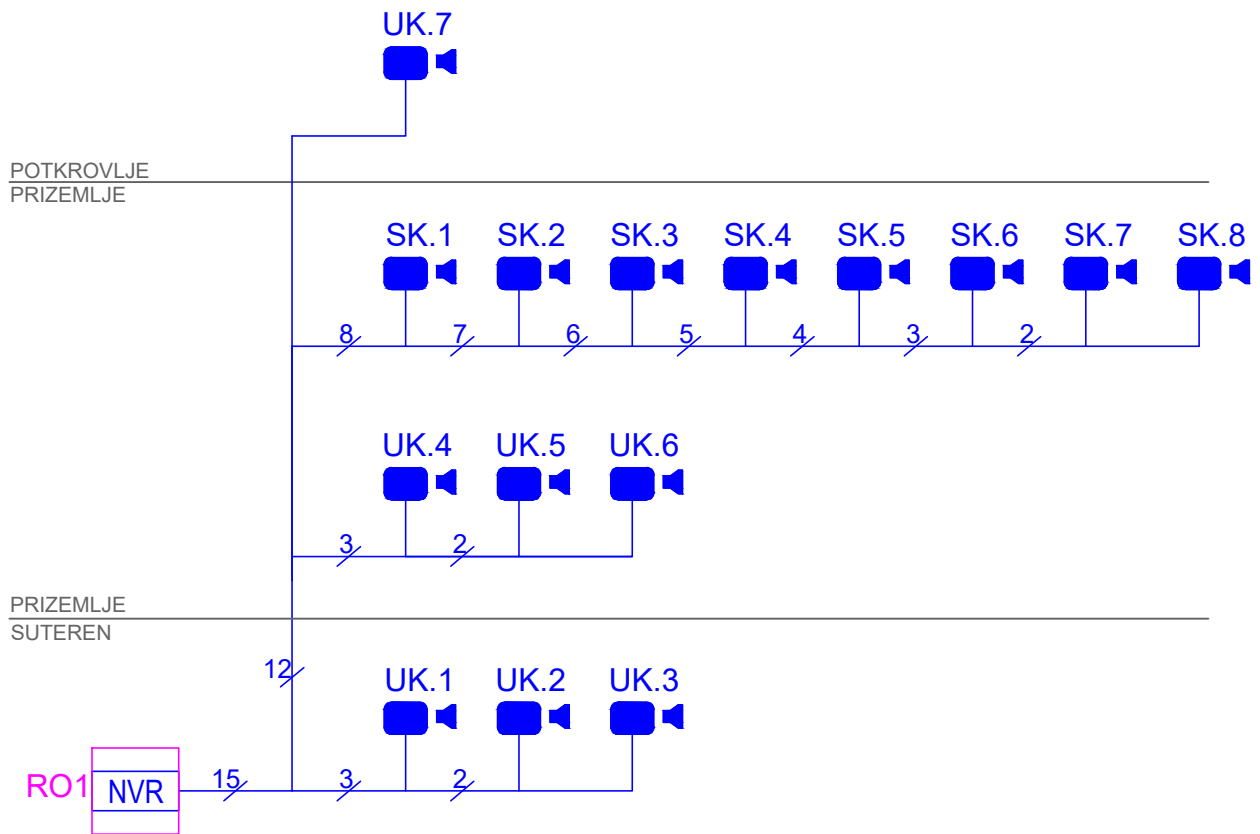 UK.7
POTKROVLJE
PRIZEMLJE
SK.1 SK.2 SK.3 SK.4 SK.5 SK.6 SK.7 SK.8
8 7 6 5 4 3 2
UK.4 UK.5 UK.6
3 2
PRIZEMLJE
SUTEREN
12
UK.1 UK.2 UK.3
RO1 NVR 15 3 2